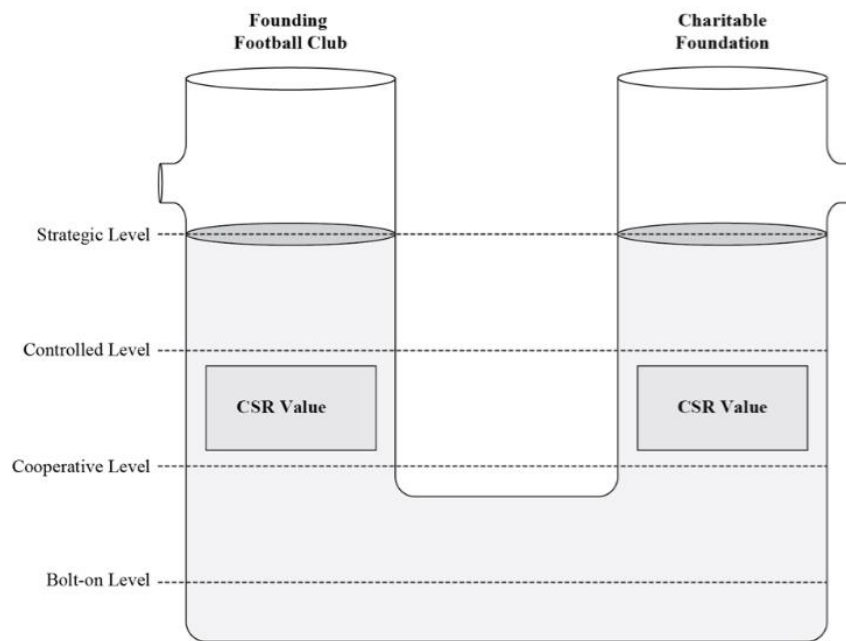 Founding
Football Club
Charitable
Foundation
Strategic Level
Controlled Level
CSR Value
CSR Value
Cooperative Level
Bolt-on Level